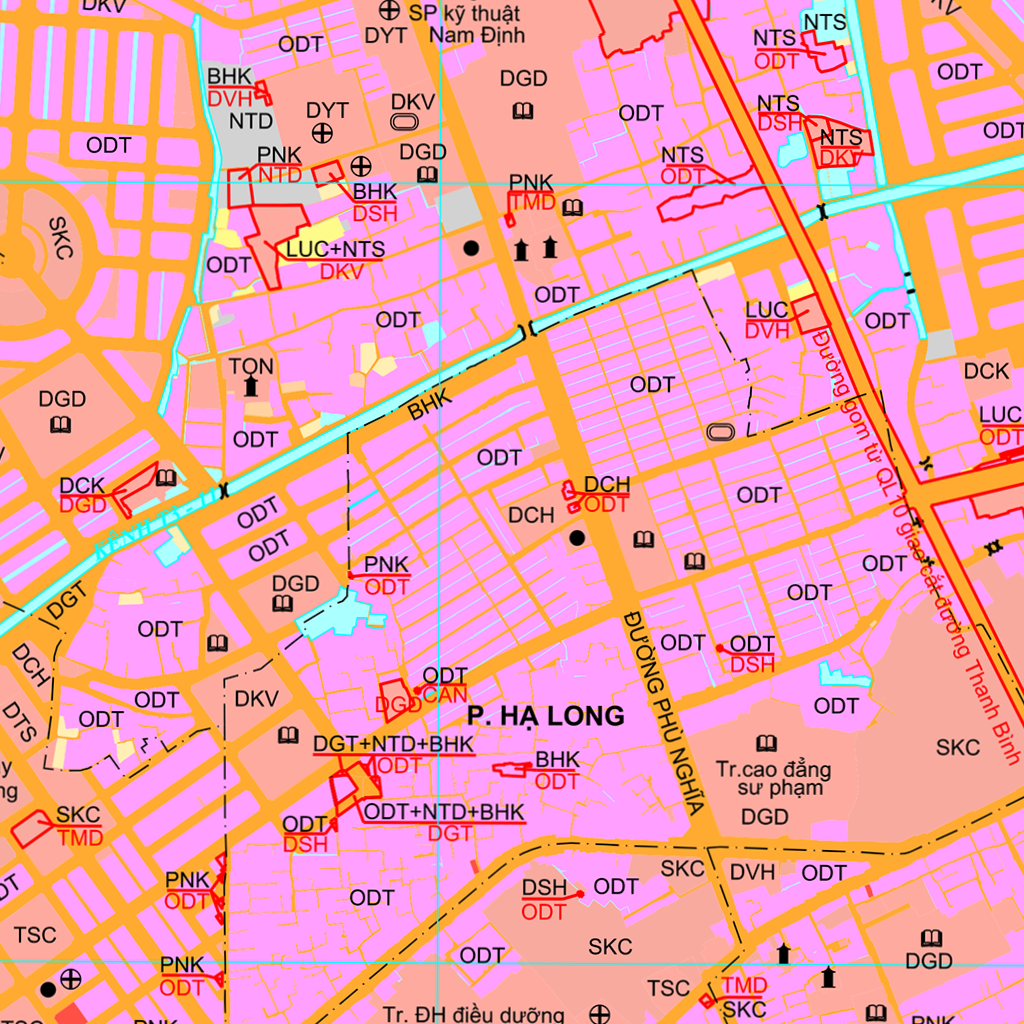 DKV
SP kỹ thuật
DYT
Nam Định
ODT
NTS
NTS
ODT
ODT
BHK
DVH
NTD
DYT
DKV
DGD
ODT
NTS
DSH
NTS
ODT
ODT
DGD
PNK
NTD
BHK
DSH
PNK
TMD
NTS
ODT
SKC
ODT
LUC+NTS
DKV
ODT
ODT
LUC
DVH
ODT
TON
DGD
ODT
BHK
ODT
DCK
LUC
ODT
Đường gom từ QL10 giao cắt đường Thanh Bình
DCK
DGD
ODT
ODT
ODT
DCH
ODT
DCH
ODT
ODT
DGT
DGD
PNK
ODT
ODT
ODT
DCH
DTS
ODT
ODT
DKV
ODT
CAN
DGD
ODT
ODT
DSH
ĐƯỜNG PHÙ NGHĨA
P. HẠ LONG
ODT
SKC
DGT+NTD+BHK
ODT
BHK
ODT
Tr.cao đẳng
sư phạm
DGD
SKC
TMD
ODT
DSH
ODT+NTD+BHK
DGT
PNK
ODT
ODT
DSH
ODT
ODT
SKC
DVH
ODT
TSC
ODT
SKC
DGD
PNK
ODT
TSC
TMD
SKC
Tr. ĐH điều dưỡng
PNK